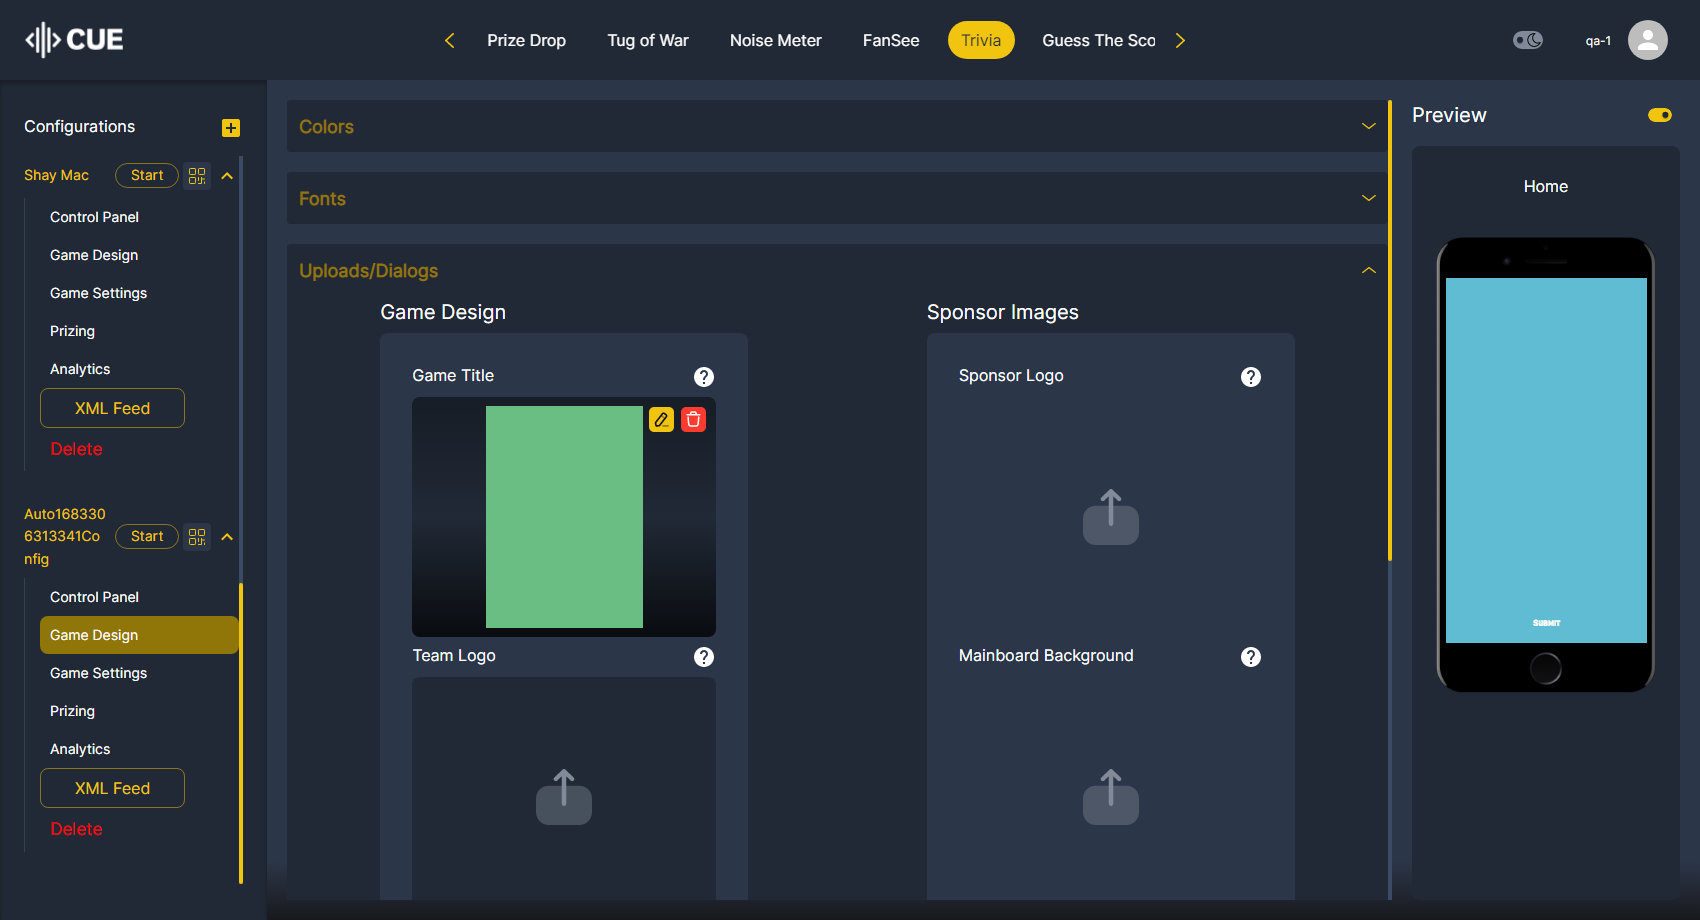 CUE
Prize Drop
Tug of War
Noise Meter
FanSee
Trivia
Guess The Sco
qa-1
Configurations
Shay Mac
Start
Control Panel
Game Design
Game Settings
Prizing
Analytics
XML Feed
Delete
Auto168330
6313341Co
nfig
Start
Control Panel
Game Design
Game Settings
Prizing
Analytics
XML Feed
Delete
Colors
Fonts
Uploads/Dialogs
Game Design
Game Title
?
Team Logo
?
Sponsor Images
Sponsor Logo
?
Mainboard Background
?
Preview
Home
SUBMIT